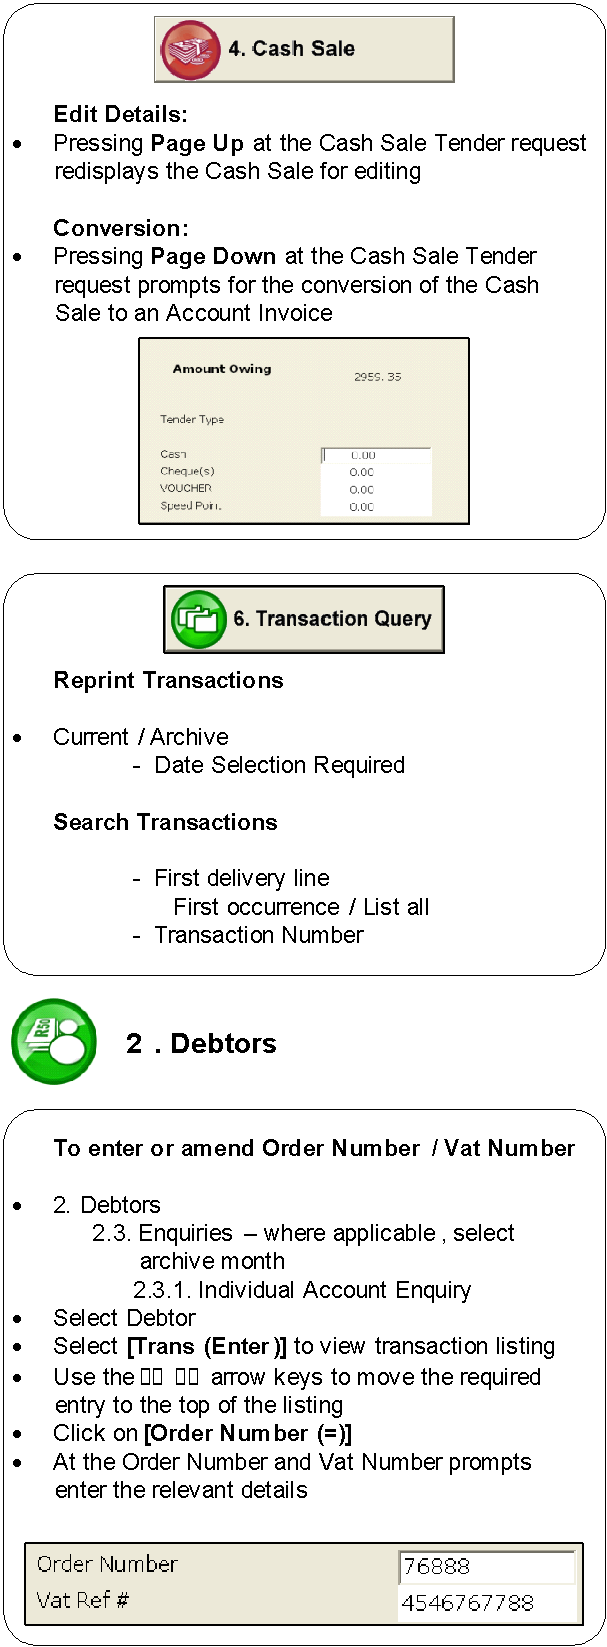 4. Cash Sale
Edit Details:
• Pressing Page Up at the Cash Sale Tender request
redisplays the Cash Sale for editing
Conversion:
• Pressing Page Down at the Cash Sale Tender
request prompts for the conversion of the Cash
Sale to an Account Invoice
Amount Owing 2959.35
Tender Type
Cash 0.00
Cheque(s) 0.00
VOUCHER 0.00
Speed Point 0.00
6. Transaction Query
Reprint Transactions
• Current / Archive
- Date Selection Required
Search Transactions
- First delivery line
First occurrence / List all
- Transaction Number
R50
2 . Debtors
To enter or amend Order Number / Vat Number
• 2. Debtors
2.3. Enquiries – where applicable , select
archive month
2.3.1. Individual Account Enquiry
• Select Debtor
• Select [Trans (Enter)] to view transaction listing
• Use the □□ □□ arrow keys to move the required
entry to the top of the listing
• Click on [Order Number (=)]
• At the Order Number and Vat Number prompts
enter the relevant details
Order Number 76888
Vat Ref # 4546767788